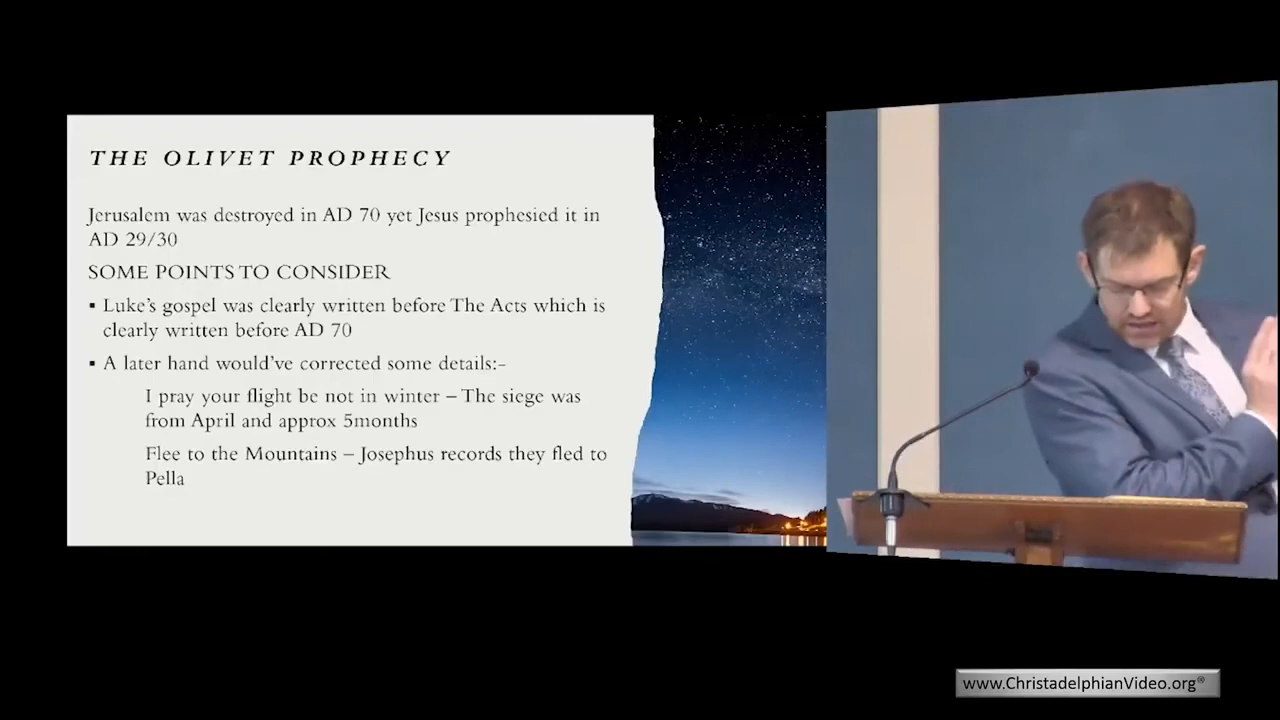 THE OLIVET PROPHECY
Jerusalem was destroyed in AD 70 yet Jesus prophesied it in
AD 29/30
SOME POINTS TO CONSIDER
▪ Luke's gospel was clearly written before The Acts which is
clearly written before AD 70
▪ A later hand would've corrected some details:-
I pray your flight be not in winter – The siege was
from April and approx 5months
Flee to the Mountains – Josephus records they fled to
Pella
www.ChristadelphianVideo.org®